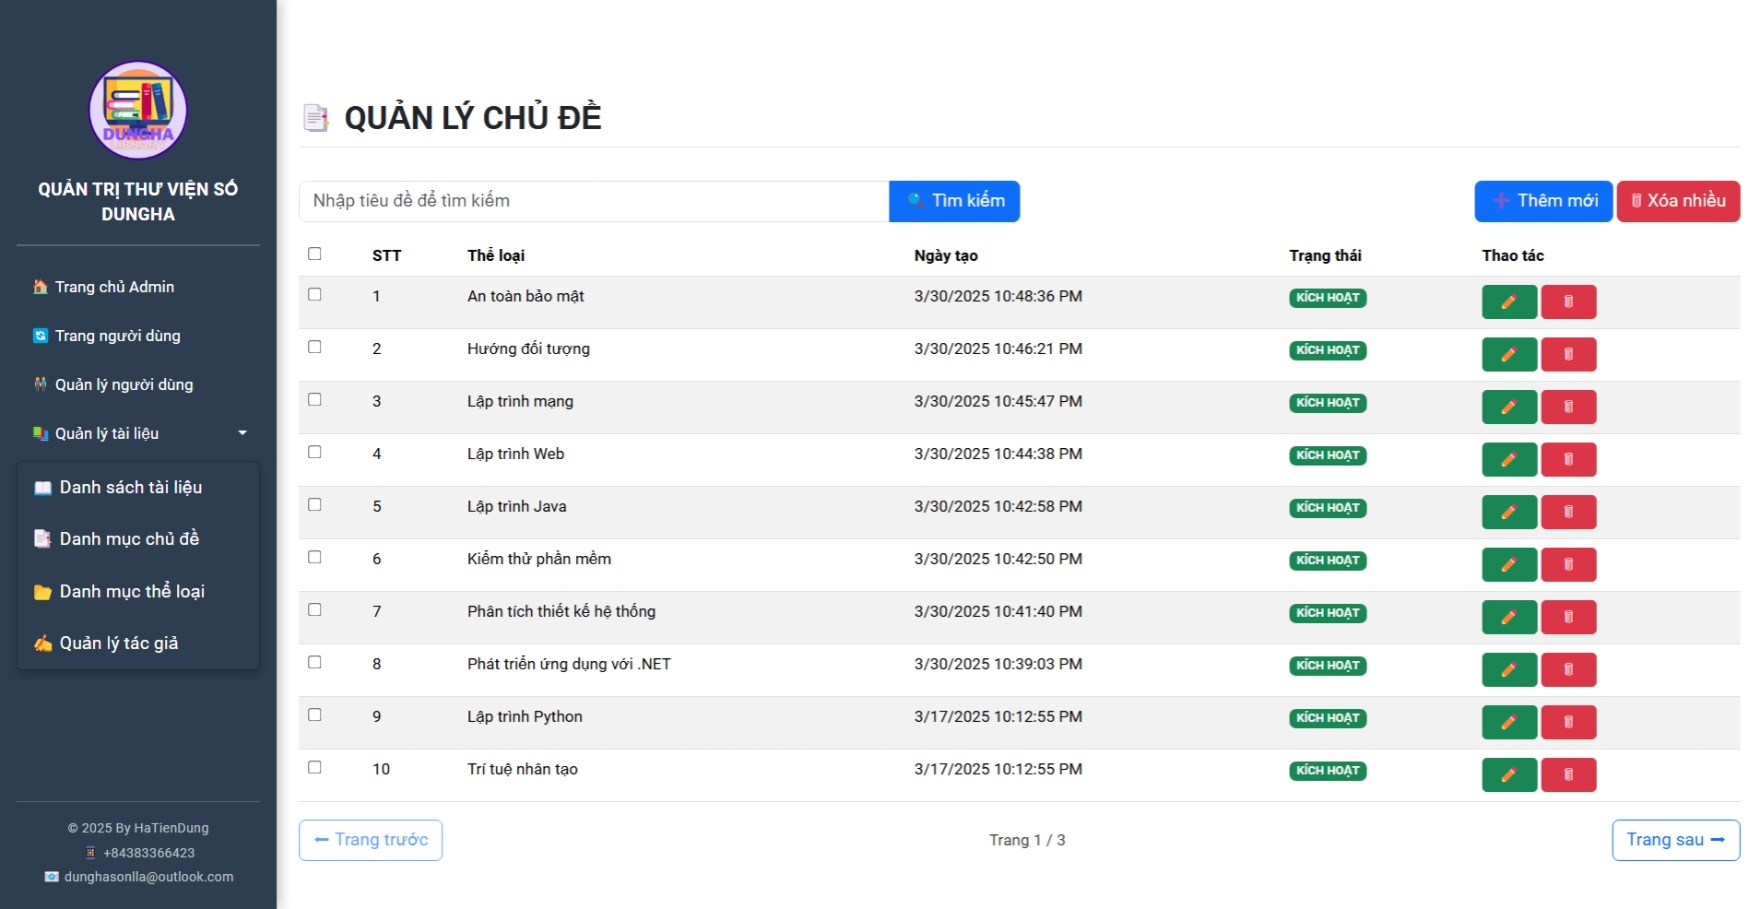 DUNGHA
LIBRARY
QUẢN TRỊ THƯ VIỆN SỐ
DUNGHA
Trang chủ Admin
Trang người dùng
Quản lý người dùng
Quản lý tài liệu
Danh sách tài liệu
Danh mục chủ đề
Danh mục thể loại
Quản lý tác giả
© 2025 By HaTienDung
+84383366423
dunghasonlla@outlook.com
QUẢN LÝ CHỦ ĐỀ
Nhập tiêu đề để tìm kiếm
Tìm kiếm
Thêm mới
Xóa nhiều
STT Thể loại Ngày tạo Trạng thái Thao tác
1 An toàn bảo mật 3/30/2025 10:48:36 PM KÍCH HOẠT
2 Hướng đối tượng 3/30/2025 10:46:21 PM KÍCH HOẠT
3 Lập trình mạng 3/30/2025 10:45:47 PM KÍCH HOẠT
4 Lập trình Web 3/30/2025 10:44:38 PM KÍCH HOẠT
5 Lập trình Java 3/30/2025 10:42:58 PM KÍCH HOẠT
6 Kiểm thử phần mềm 3/30/2025 10:42:50 PM KÍCH HOẠT
7 Phân tích thiết kế hệ thống 3/30/2025 10:41:40 PM KÍCH HOẠT
8 Phát triển ứng dụng với .NET 3/30/2025 10:39:03 PM KÍCH HOẠT
9 Lập trình Python 3/17/2025 10:12:55 PM KÍCH HOẠT
10 Trí tuệ nhân tạo 3/17/2025 10:12:55 PM KÍCH HOẠT
Trang trước
Trang 1 / 3
Trang sau